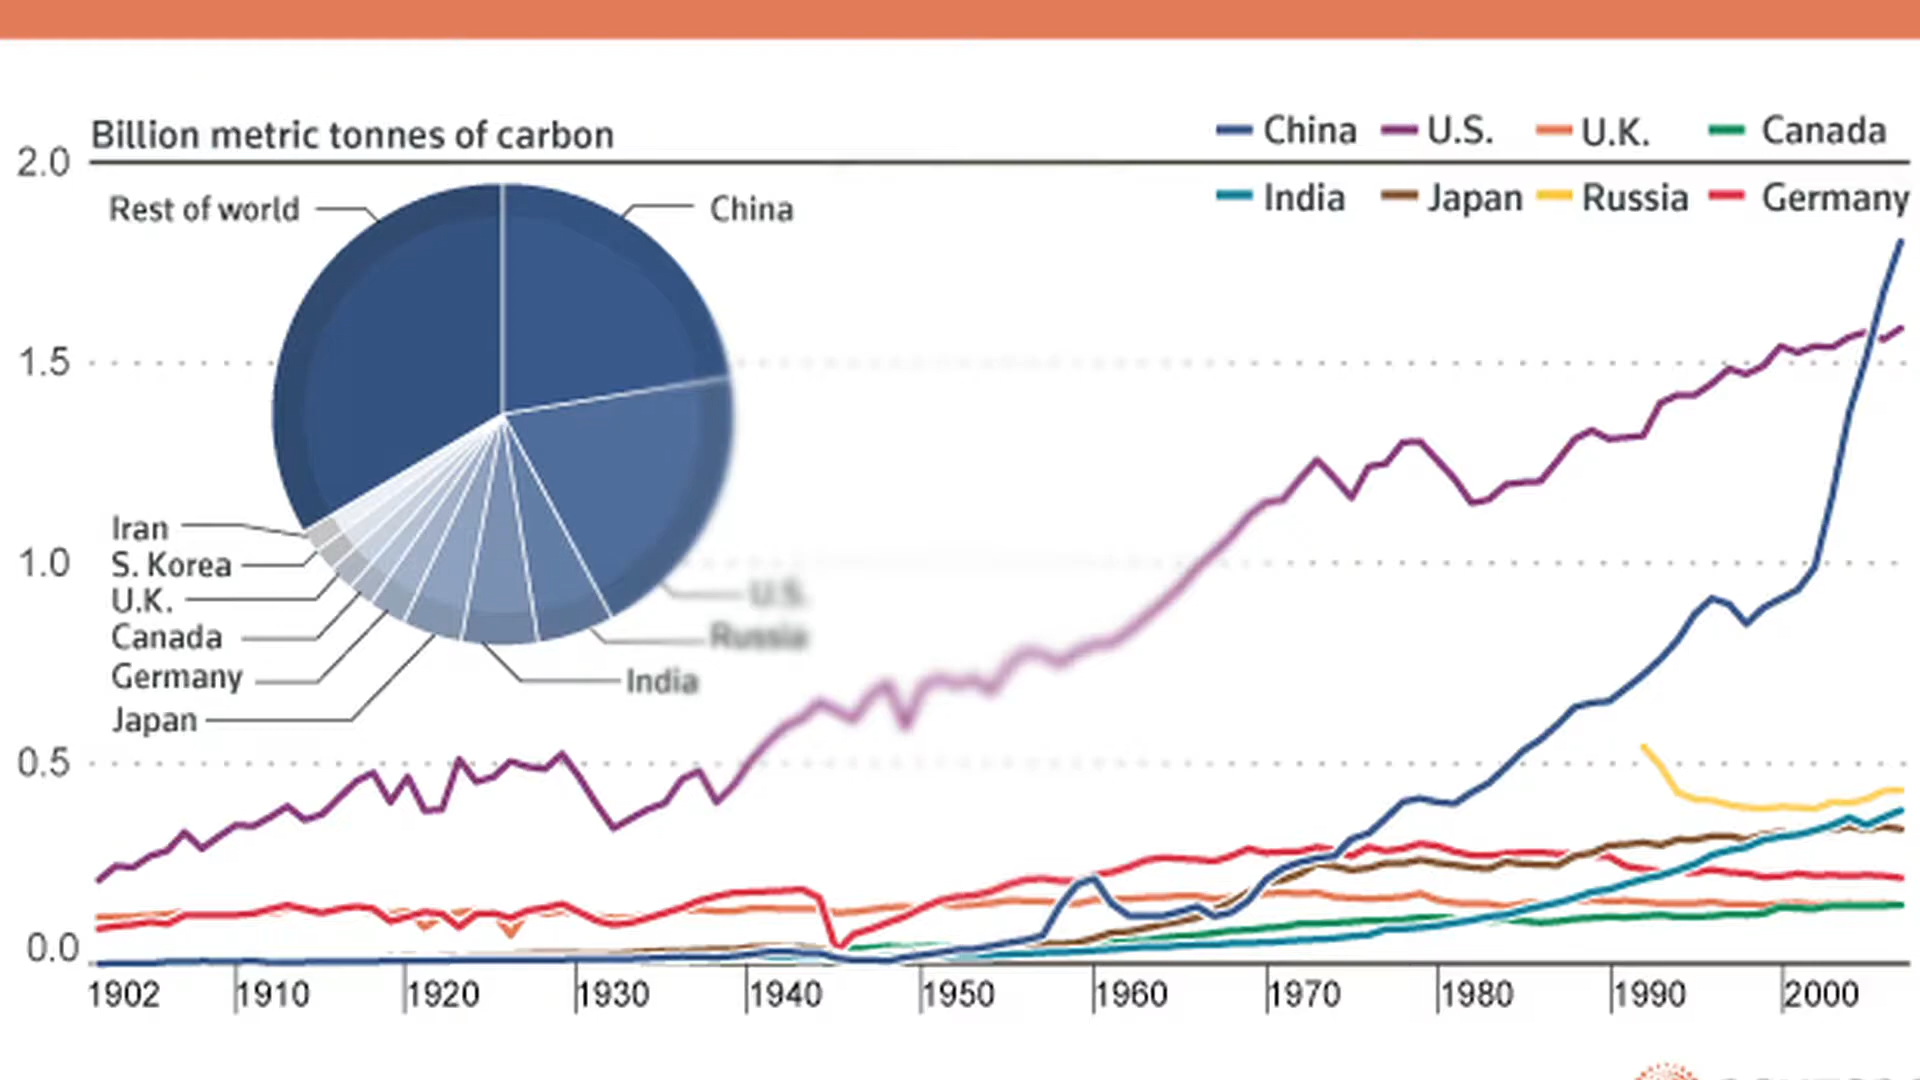 Billion metric tonnes of carbon
China U.S. U.K. Canada
India Japan Russia Germany
2.0
1.5
1.0
0.5
0.0
Rest of world
China
Iran
S. Korea
U.K.
Canada
Germany
Japan
U.S.
Russia
India
1902 1910 1920 1930 1940 1950 1960 1970 1980 1990 2000